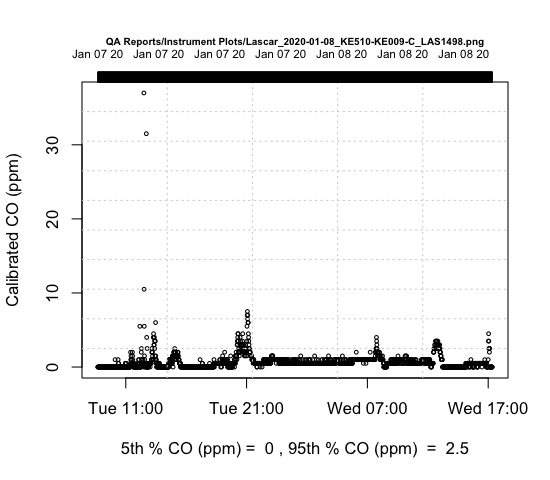 QA Reports/Instrument Plots/Lascar_2020-01-08_KE510-KE009-C_LAS1498.png
Jan 07 20 Jan 07 20 Jan 07 20 Jan 07 20 Jan 08 20 Jan 08 20 Jan 08 20
Calibrated CO (ppm)
30
20
10
0
Tue 11:00 Tue 21:00 Wed 07:00 Wed 17:00
5th % CO (ppm) = 0 , 95th % CO (ppm) = 2.5